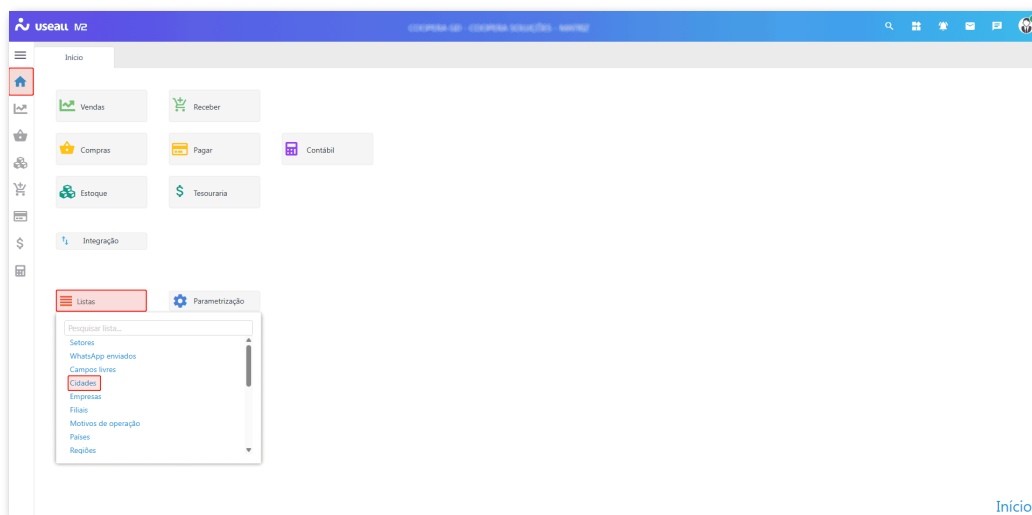 useall M2
Início
Vendas
Receber
Compras
Pagar
Contábil
Estoque
Tesouraria
Integração
Listas
Parametrização
Pesquisar lista...
Setores
WhatsApp enviados
Campos livres
Cidades
Empresas
Filiais
Motivos de operação
Países
Regiões
Início